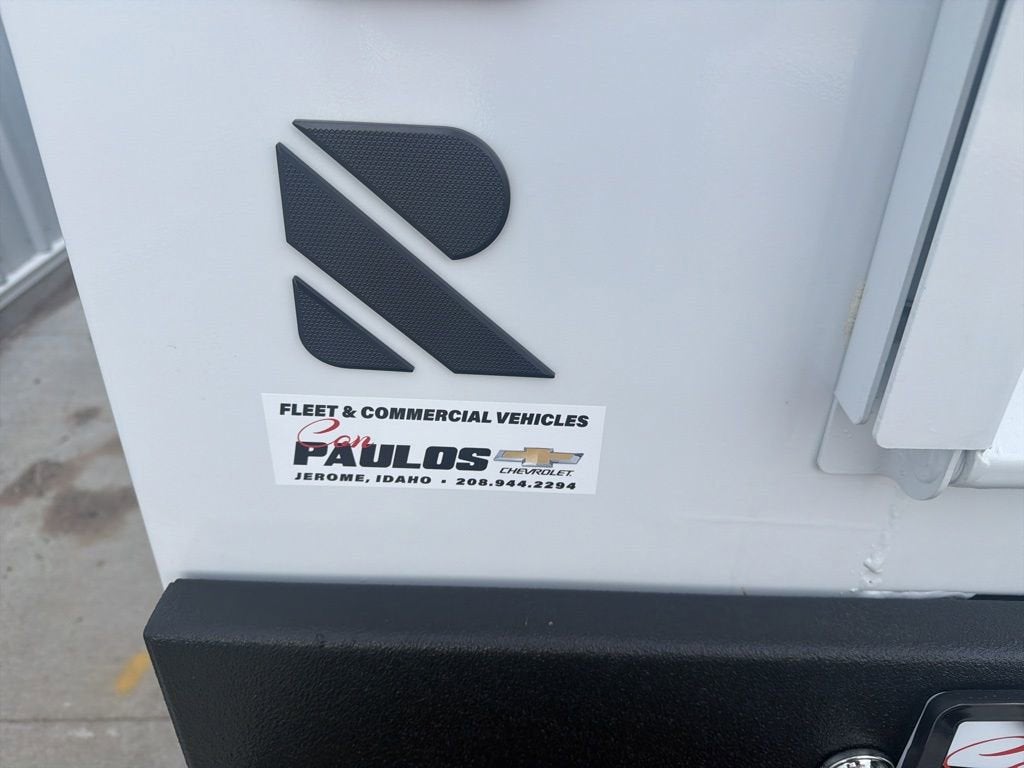 R
FLEET & COMMERCIAL VEHICLES
Con
PAULOS
CHEVROLET
JEROME, IDAHO • 208.944.2294